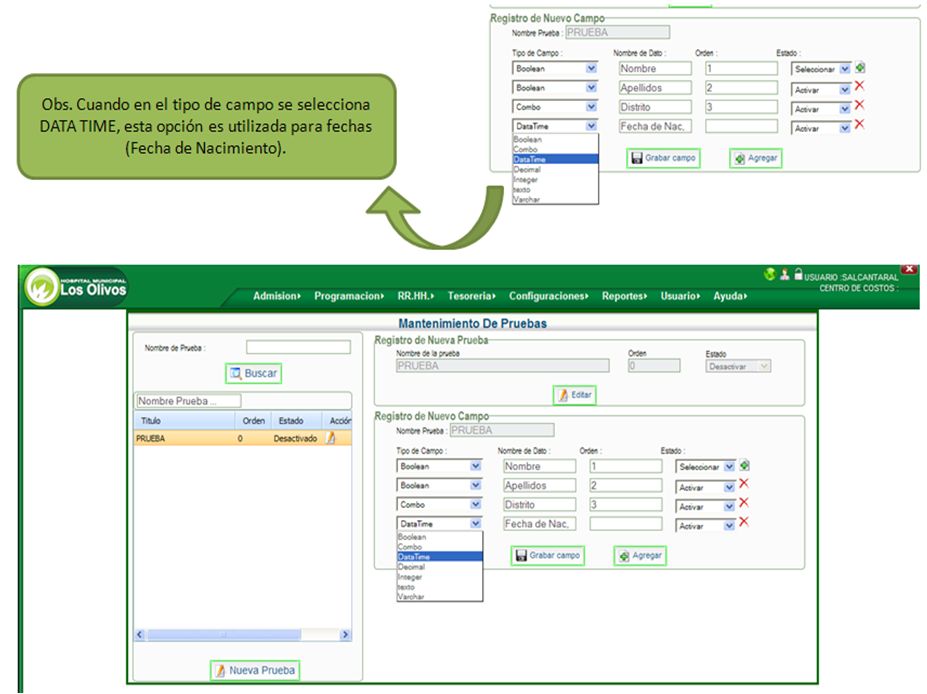 Registro de Nuevo Campo
Nombre Prueba : PRUEBA
Tipo de Campo : Nombre de Dato : Orden : Estado :
Boolean Nombre 1 Seleccionar
Boolean Apellidos 2 Activar
Combo Distrito 3 Activar
DataTime Fecha de Nac, Activar
Boolean
Combo
DataTime
Decimal
Integer
texto
Varchar
Grabar campo Agregar
Obs. Cuando en el tipo de campo se selecciona
DATA TIME, esta opción es utilizada para fechas
(Fecha de Nacimiento).
HOSPITAL MUNICIPAL
Los Olivos
USUARIO :SALCANTARAL
CENTRO DE COSTOS :
Admision Programacion RR.HH. Tesoreria Configuraciones Reportes Usuario Ayuda
Mantenimiento De Pruebas
Nombre de Prueba :
Buscar
Nombre Prueba ...
Titulo Orden Estado Acción
PRUEBA 0 Desactivado
Nueva Prueba
Registro de Nueva Prueba
Nombre de la prueba Orden Estado
PRUEBA 0 Desactivar
Editar
Registro de Nuevo Campo
Nombre Prueba : PRUEBA
Tipo de Campo : Nombre de Dato : Orden : Estado :
Boolean Nombre 1 Seleccionar
Boolean Apellidos 2 Activar
Combo Distrito 3 Activar
DataTime Fecha de Nac, Activar
Boolean
Combo
DataTime
Decimal
Integer
texto
Varchar
Grabar campo Agregar